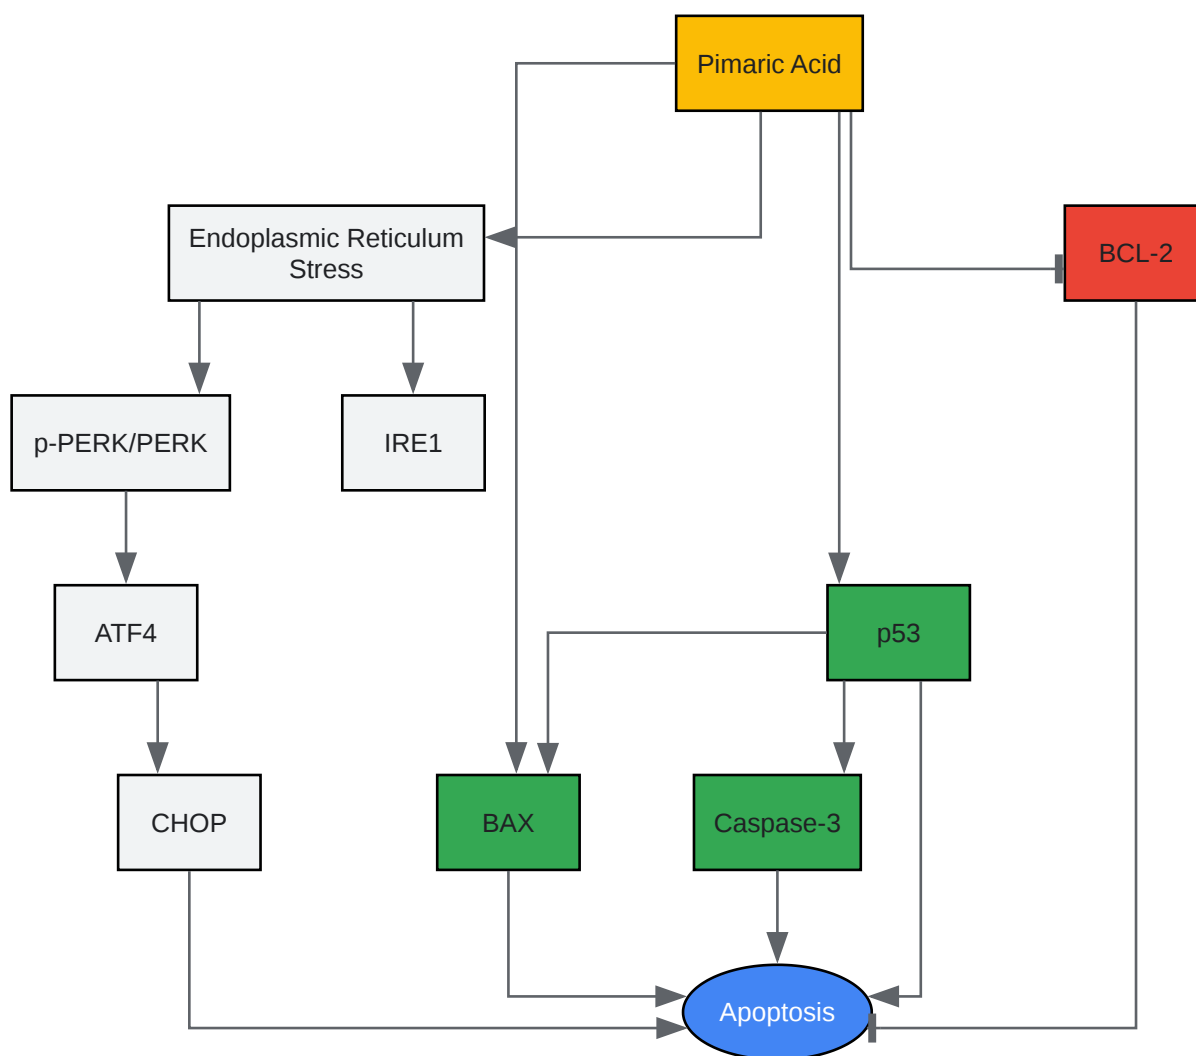 Pimaric Acid
Endoplasmic Reticulum
Stress
BCL-2
p-PERK/PERK
IRE1
ATF4
p53
CHOP
BAX
Caspase-3
Apoptosis